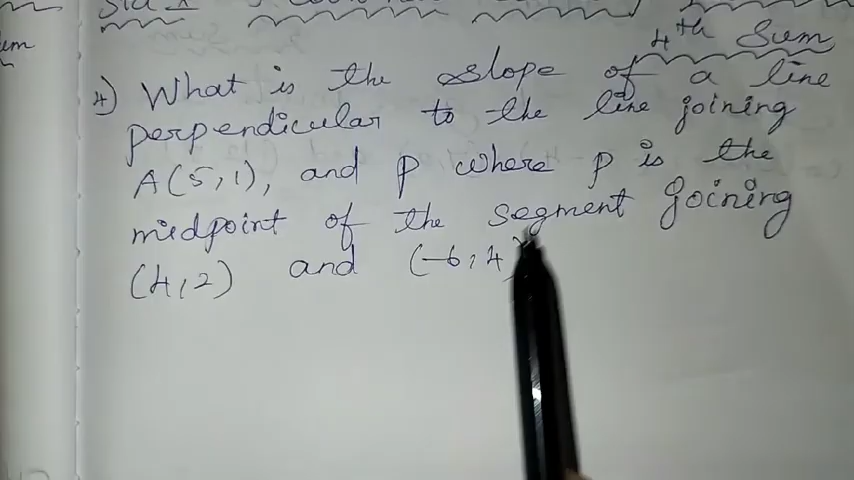 4th Sum
4) What is the slope of a line
perpendicular to the line joining
A(5,1), and P where P is the
midpoint of the segment joining
(4,2) and (-6,4)